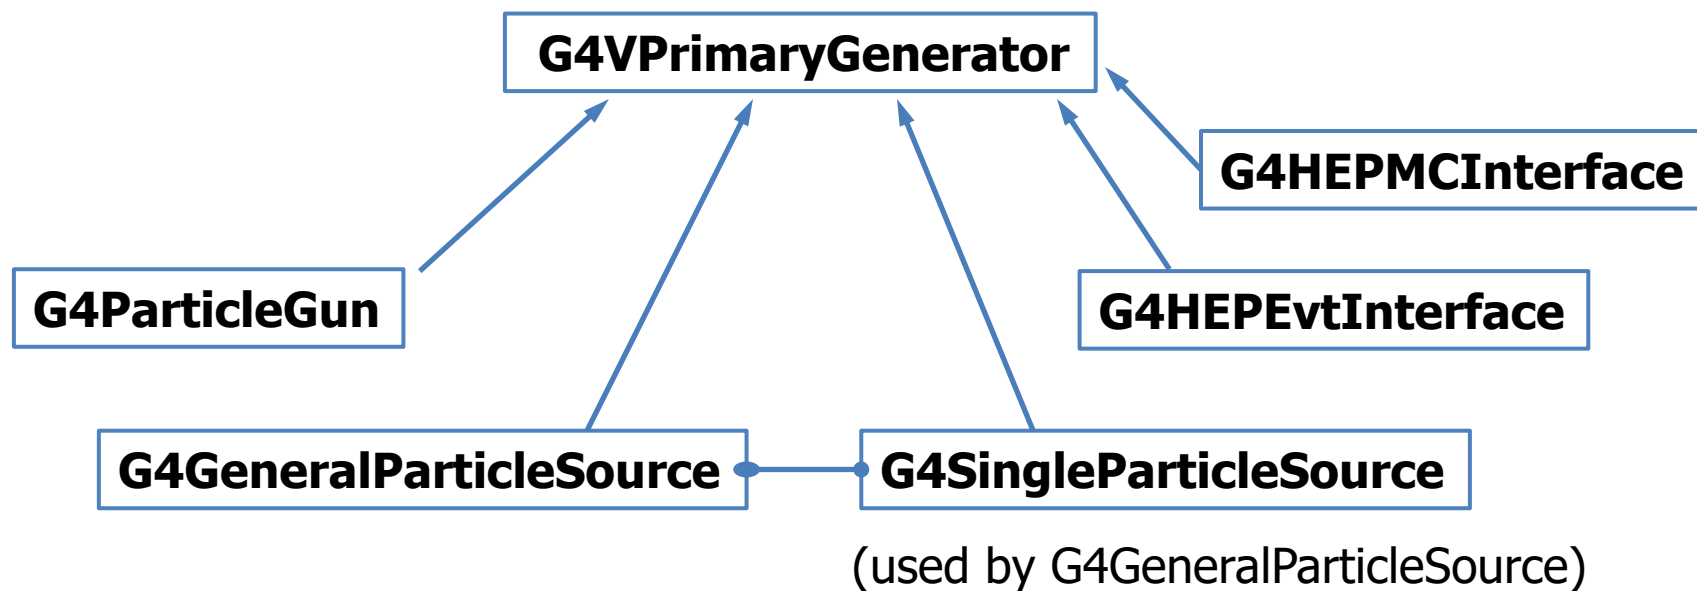 G4VPrimaryGenerator
G4HEPMCInterface
G4ParticleGun
G4HEPEvtInterface
G4GeneralParticleSource
G4SingleParticleSource
(used by G4GeneralParticleSource)